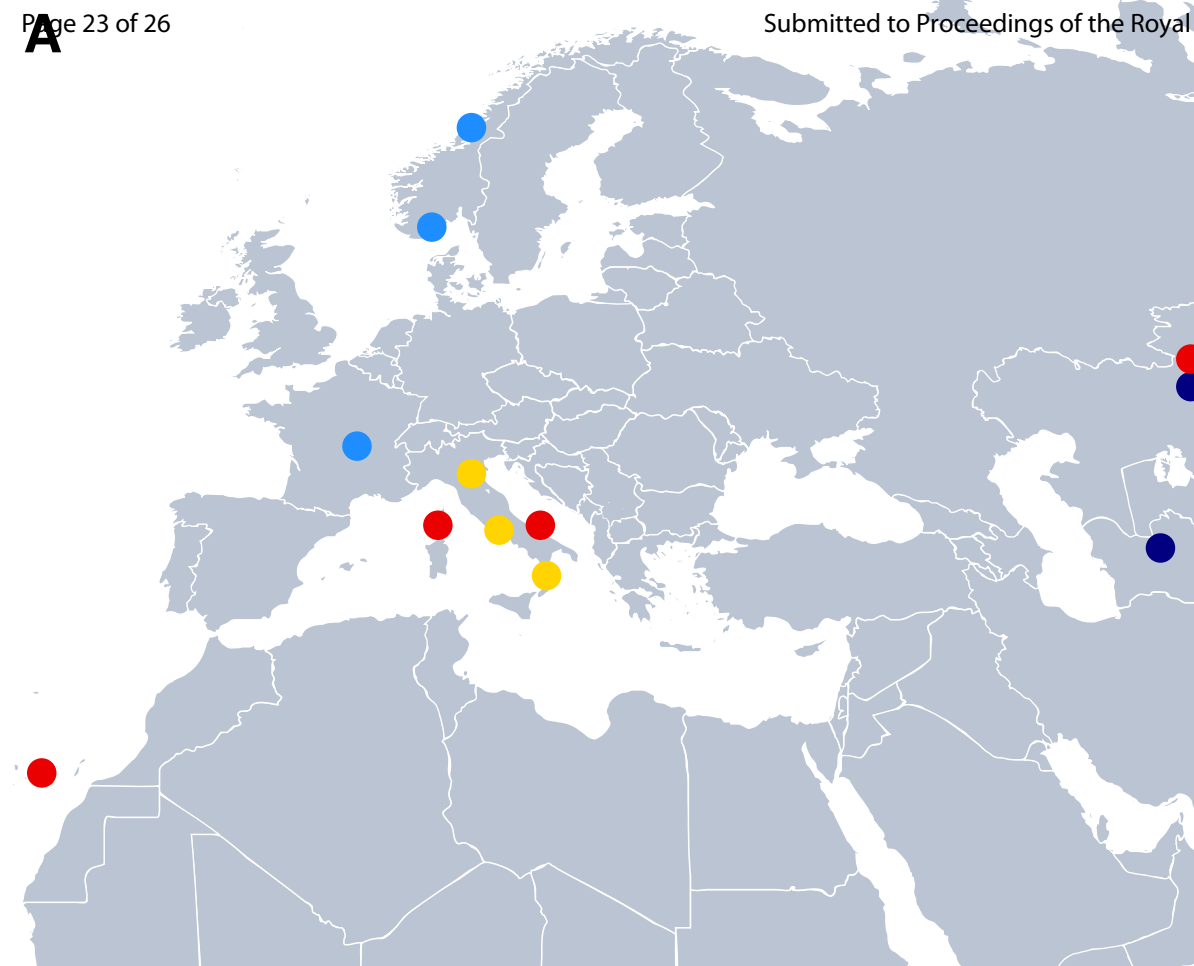 Page 23 of 26
Submitted to Proceedings of the Royal
A